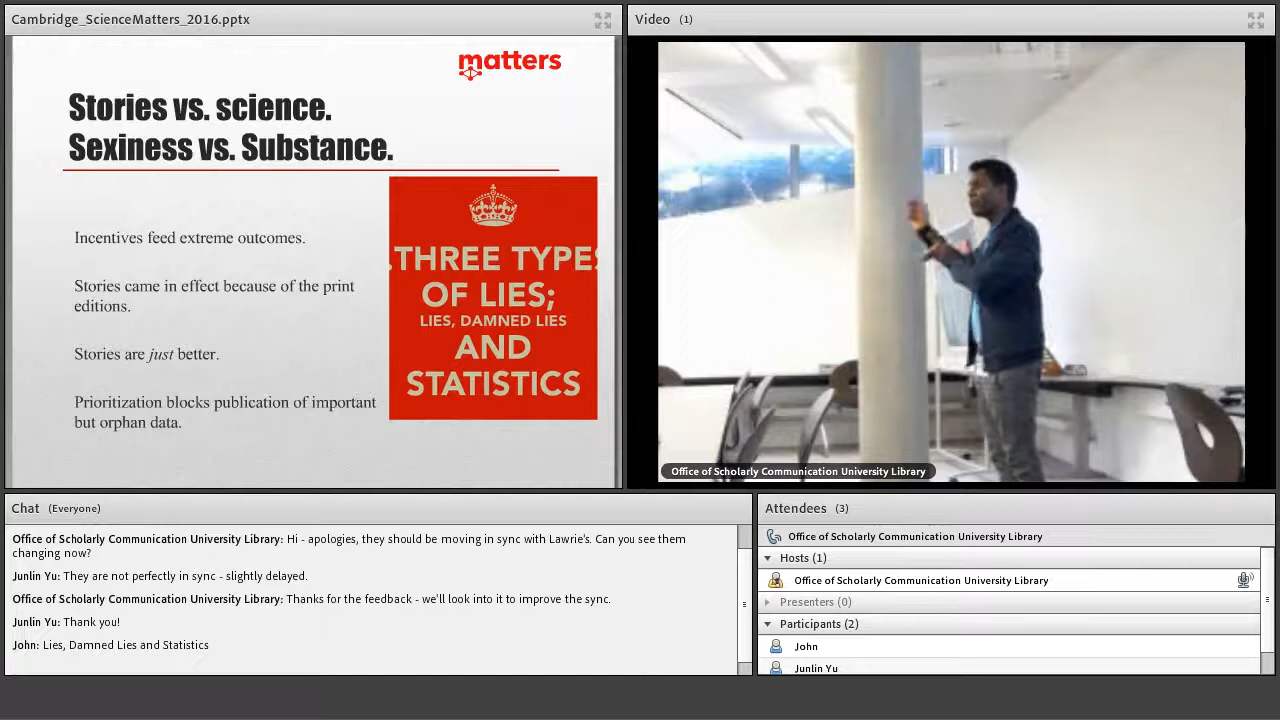 Cambridge_ScienceMatters_2016.pptx
matters
Stories vs. science.
Sexiness vs. Substance.
Incentives feed extreme outcomes.
Stories came in effect because of the print
editions.
Stories are just better.
Prioritization blocks publication of important
but orphan data.
THREE TYPES
OF LIES;
LIES, DAMNED LIES
AND
STATISTICS
Video (1)
Office of Scholarly Communication University Library
Chat (Everyone)
Office of Scholarly Communication University Library: Hi - apologies, they should be moving in sync with Lawrie's. Can you see them
changing now?
Junlin Yu: They are not perfectly in sync - slightly delayed.
Office of Scholarly Communication University Library: Thanks for the feedback - we'll look into it to improve the sync.
Junlin Yu: Thank you!
John: Lies, Damned Lies and Statistics
Attendees (3)
Office of Scholarly Communication University Library
Hosts (1)
Office of Scholarly Communication University Library
Presenters (0)
Participants (2)
John
Junlin Yu